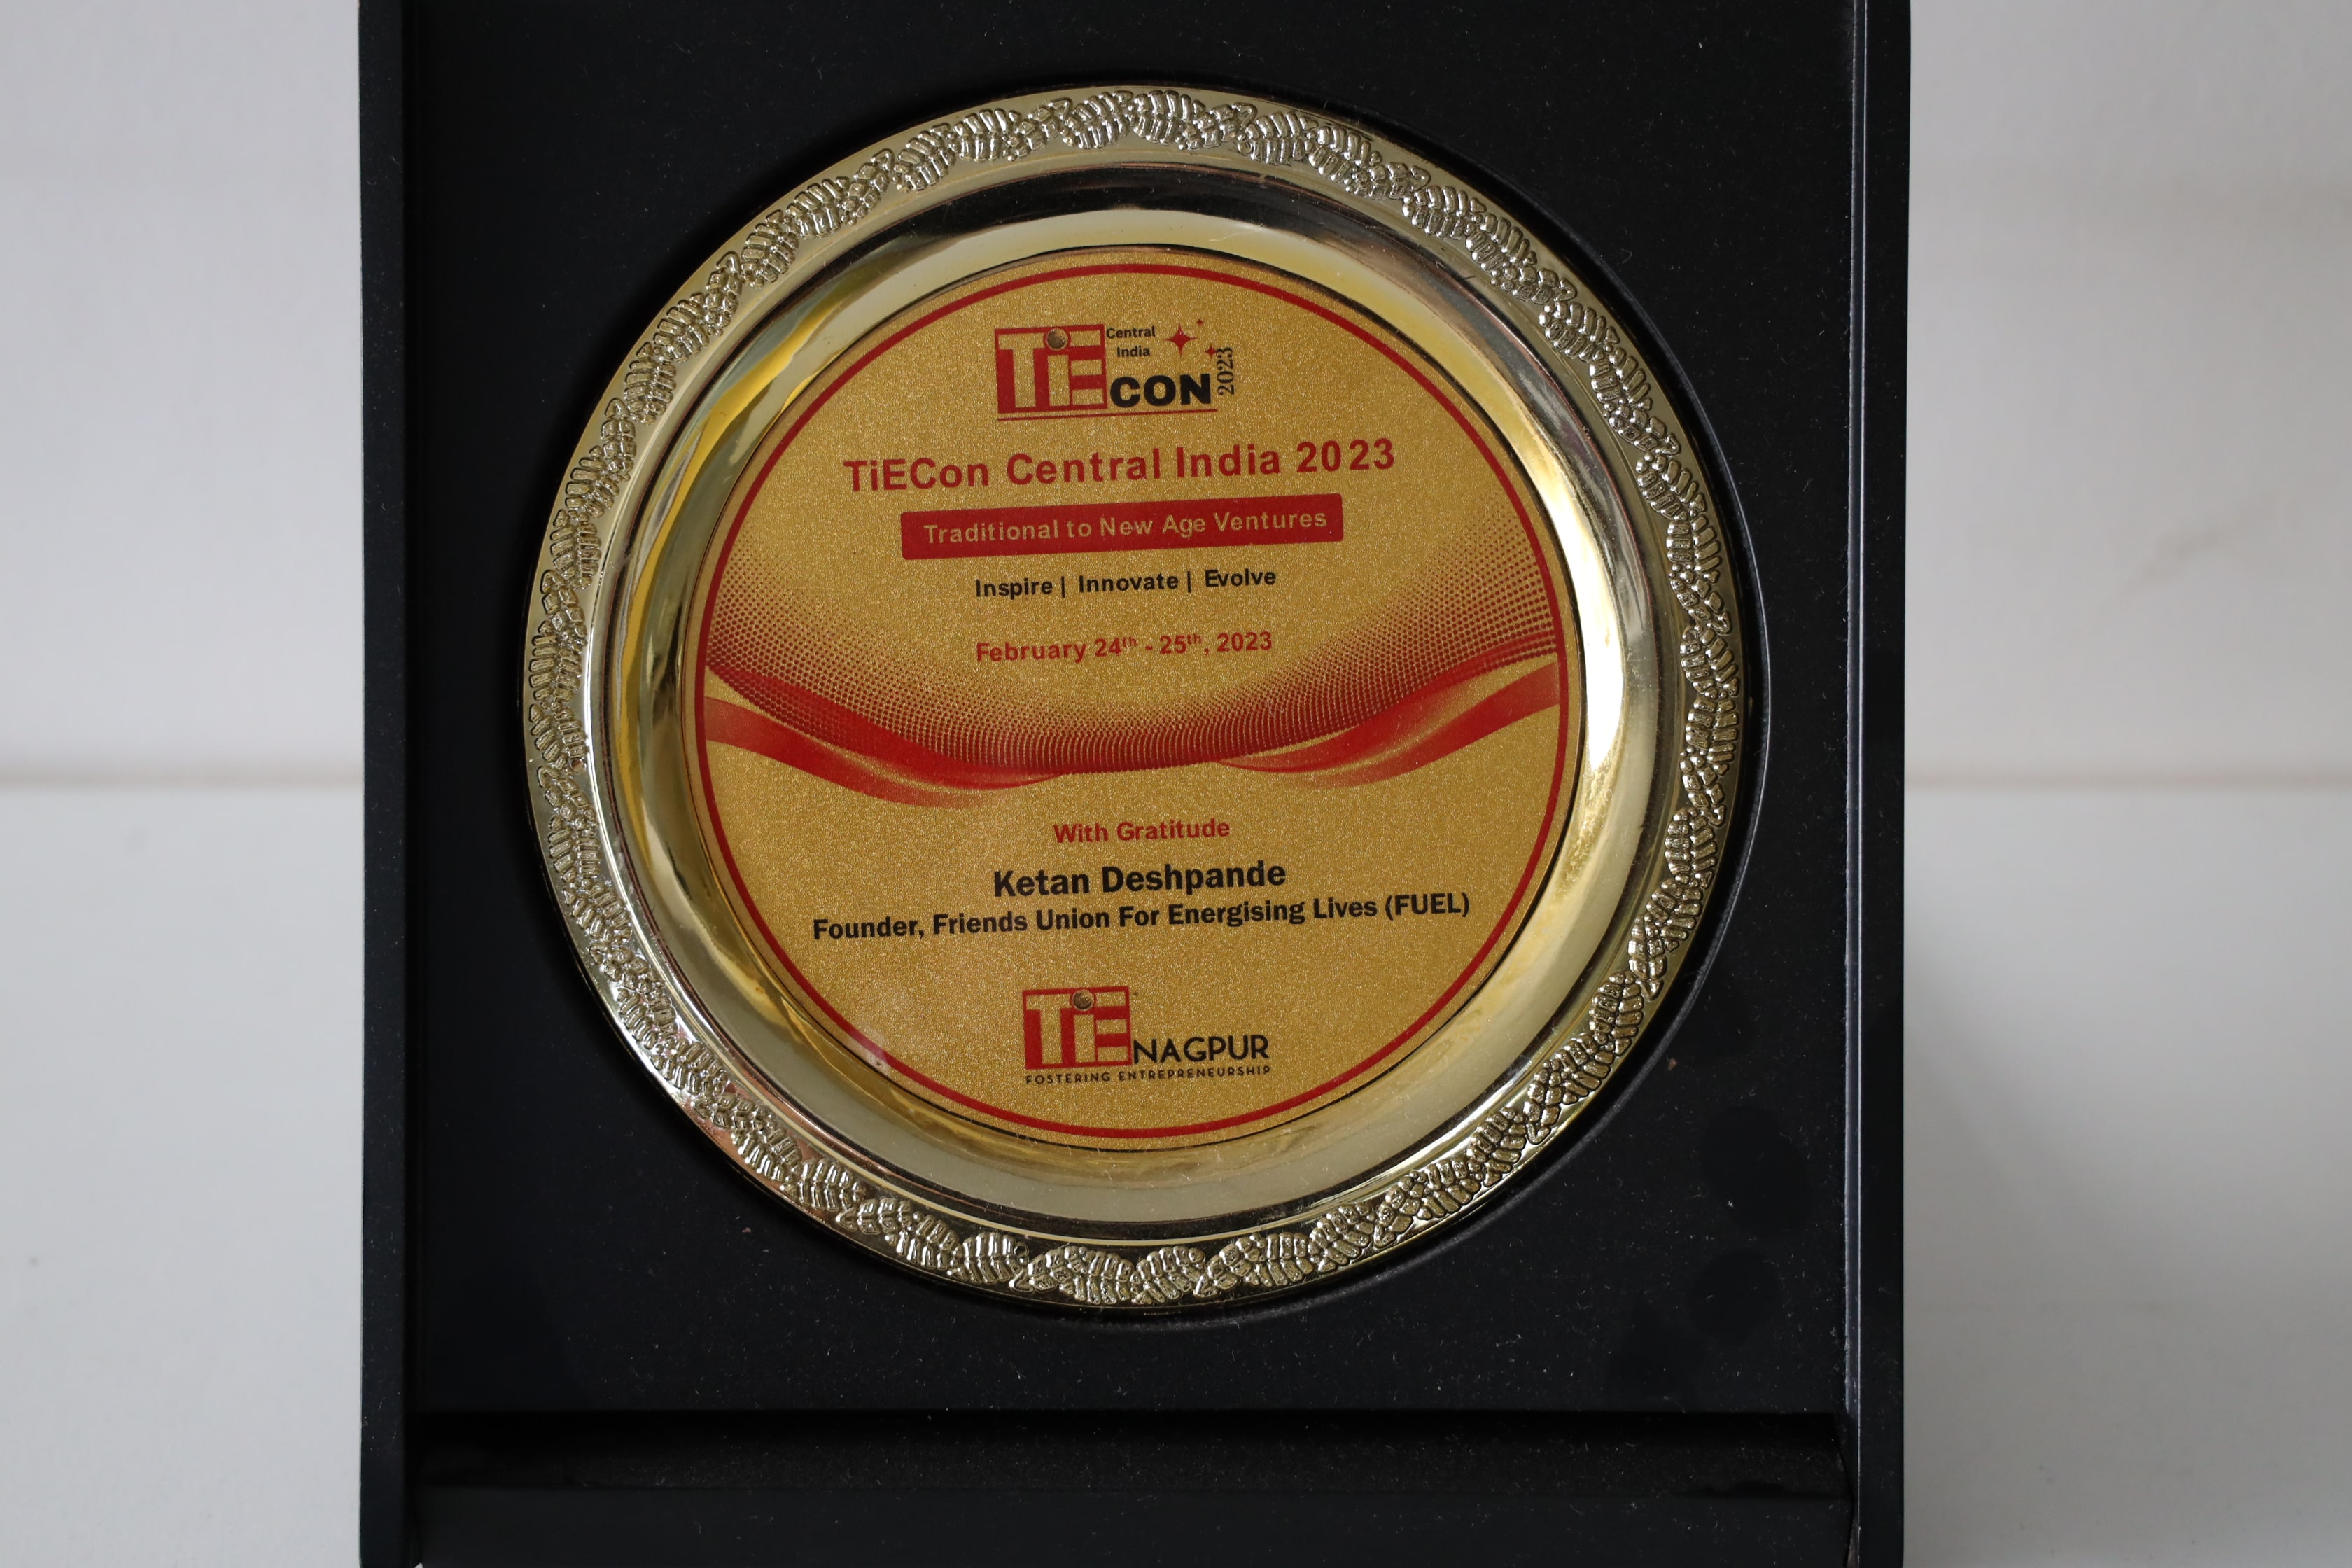 TiE Central
India
CON 2023
TiECon Central India 2023
Traditional to New Age Ventures
Inspire | Innovate | Evolve
February 24th - 25th, 2023
With Gratitude
Ketan Deshpande
Founder, Friends Union For Energising Lives (FUEL)
TiE NAGPUR
FOSTERING ENTREPRENEURSHIP